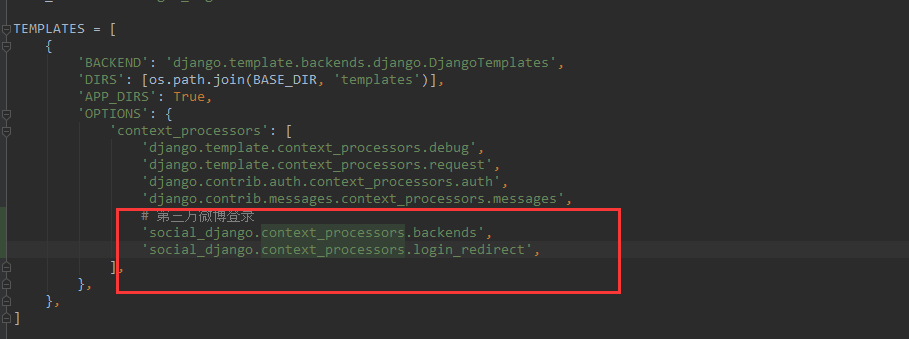 TEMPLATES = [
{
'BACKEND': 'django.template.backends.django.DjangoTemplates',
'DIRS': [os.path.join(BASE_DIR, 'templates')],
'APP_DIRS': True,
'OPTIONS': {
'context_processors': [
'django.template.context_processors.debug',
'django.template.context_processors.request',
'django.contrib.auth.context_processors.auth',
'django.contrib.messages.context_processors.messages',
# 第三方微博登录
'social_django.context_processors.backends',
'social_django.context_processors.login_redirect',
],
},
},
]